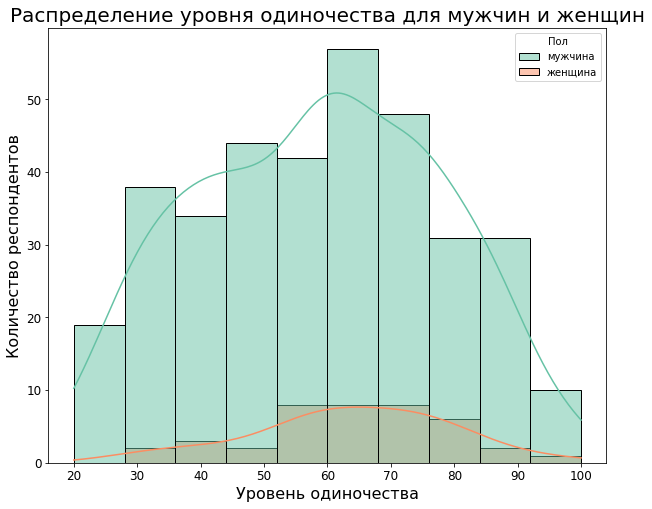 Распределение уровня одиночества для мужчин и женщин
Пол
мужчина
женщина
Количество респондентов
50
40
30
20
10
0
20 30 40 50 60 70 80 90 100
Уровень одиночества